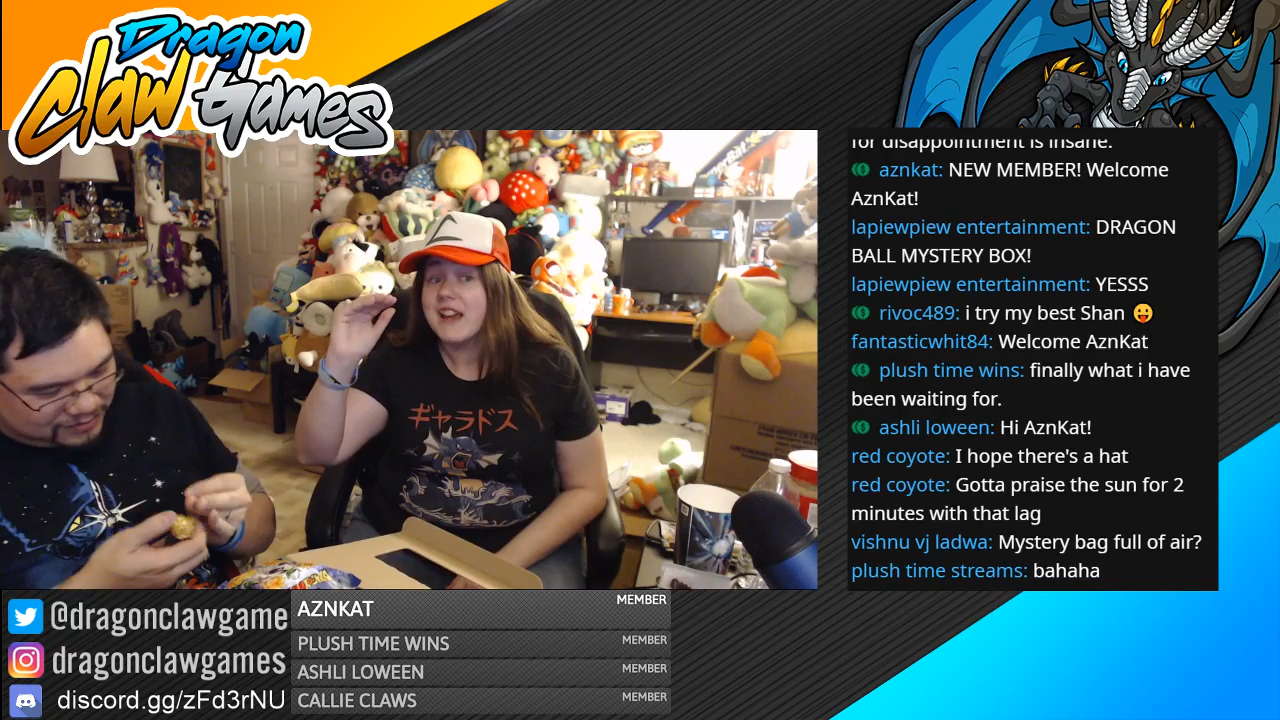 Dragon
Claw Games
ギャラドス
for disappointment is insane.
aznkat: NEW MEMBER! Welcome
AznKat!
lapiewpiew entertainment: DRAGON
BALL MYSTERY BOX!
lapiewpiew entertainment: YESSS
rivoc489: i try my best Shan 😛
fantasticwhit84: Welcome AznKat
plush time wins: finally what i have
been waiting for.
ashli loween: Hi AznKat!
red coyote: I hope there's a hat
red coyote: Gotta praise the sun for 2
minutes with that lag
vishnu vj ladwa: Mystery bag full of air?
plush time streams: bahaha
@dragonclawgame
dragonclawgames
discord.gg/zFd3rNU
AZNKAT MEMBER
PLUSH TIME WINS MEMBER
ASHLI LOWEEN MEMBER
CALLIE CLAWS MEMBER